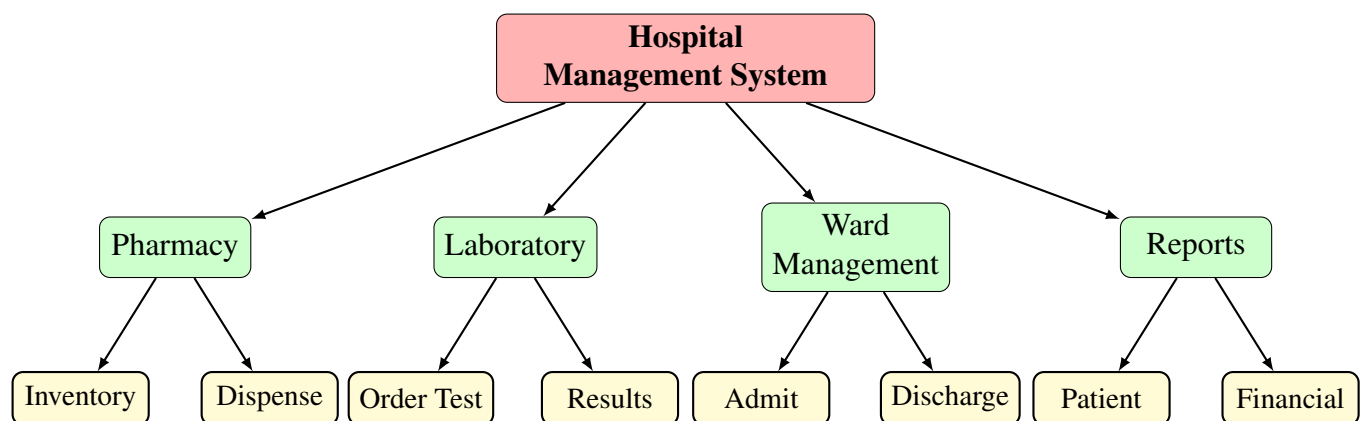 Hospital
Management System
Pharmacy
Laboratory
Ward
Management
Reports
Inventory
Dispense
Order Test
Results
Admit
Discharge
Patient
Financial